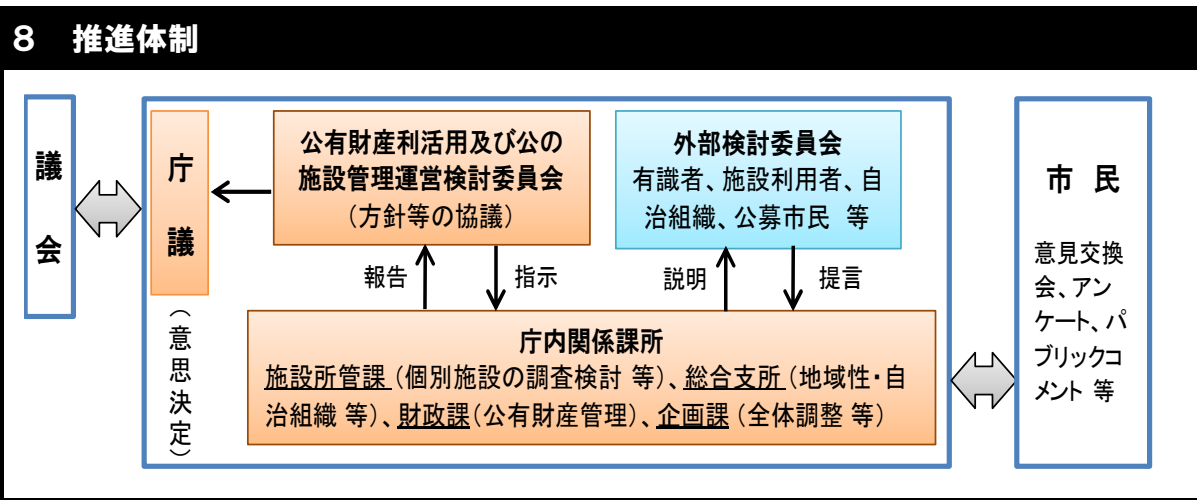 ８　推進体制
議会
庁議
（意思決定）
公有財産利活用及び公の
施設管理運営検討委員会
（方針等の協議）
外部検討委員会
有識者、施設利用者、自
治組織、公募市民 等
報告
指示
説明
提言
庁内関係課所
施設所管課（個別施設の調査検討 等）、総合支所（地域性・自
治組織 等）、財政課（公有財産管理）、企画課（全体調整 等）
市 民
意見交換
会、アン
ケート、パ
ブリックコ
メント 等